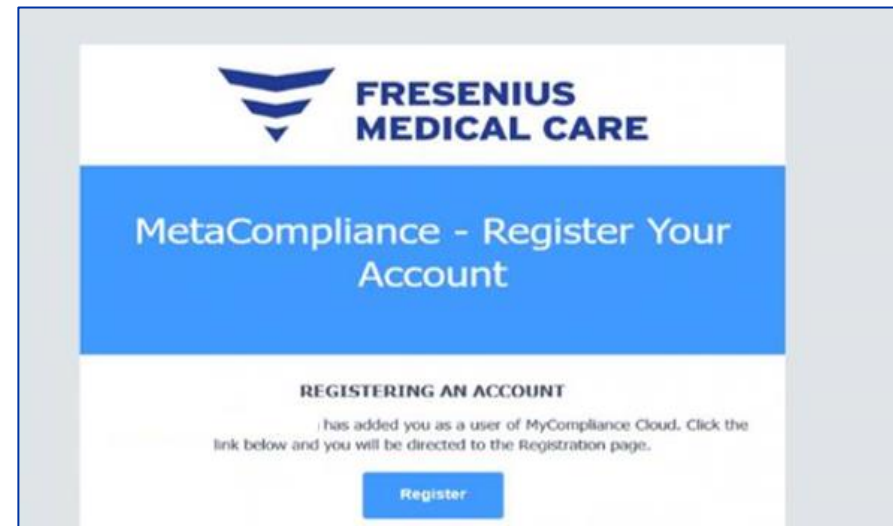 FRESENIUS
MEDICAL CARE
MetaCompliance - Register Your
Account
REGISTERING AN ACCOUNT
has added you as a user of MyCompliance Cloud. Click the
link below and you will be directed to the Registration page.
Register